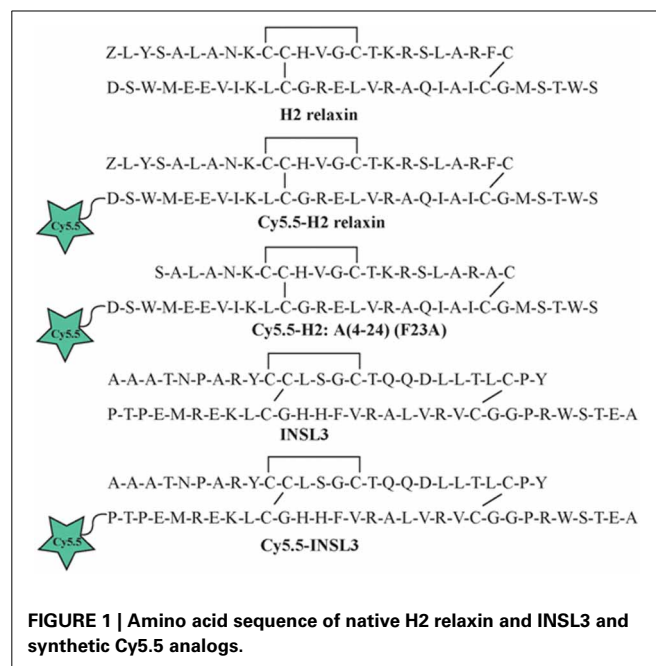 Z-L-Y-S-A-L-A-N-K-C-C-H-V-G-C-T-K-R-S-L-A-R-F-C
D-S-W-M-E-E-V-I-K-L-C-G-R-E-L-V-R-A-Q-I-A-I-C-G-M-S-T-W-S
H2 relaxin
Z-L-Y-S-A-L-A-N-K-C-C-H-V-G-C-T-K-R-S-L-A-R-F-C
Cy5.5 D-S-W-M-E-E-V-I-K-L-C-G-R-E-L-V-R-A-Q-I-A-I-C-G-M-S-T-W-S
Cy5.5-H2 relaxin
S-A-L-A-N-K-C-C-H-V-G-C-T-K-R-S-L-A-R-A-C
Cy5.5 D-S-W-M-E-E-V-I-K-L-C-G-R-E-L-V-R-A-Q-I-A-I-C-G-M-S-T-W-S
Cy5.5-H2: A(4-24) (F23A)
A-A-A-T-N-P-A-R-Y-C-C-L-S-G-C-T-Q-Q-D-L-L-T-L-C-P-Y
P-T-P-E-M-R-E-K-L-C-G-H-H-F-V-R-A-L-V-R-V-C-G-G-P-R-W-S-T-E-A
INSL3
A-A-A-T-N-P-A-R-Y-C-C-L-S-G-C-T-Q-Q-D-L-L-T-L-C-P-Y
Cy5.5 P-T-P-E-M-R-E-K-L-C-G-H-H-F-V-R-A-L-V-R-V-C-G-G-P-R-W-S-T-E-A
Cy5.5-INSL3
FIGURE 1 | Amino acid sequence of native H2 relaxin and INSL3 and
synthetic Cy5.5 analogs.